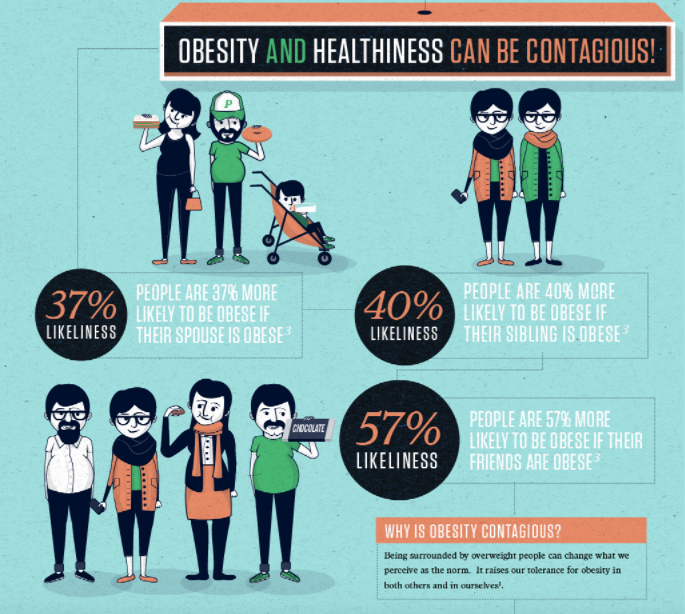 OBESITY AND HEALTHINESS CAN BE CONTAGIOUS!
P
37%
LIKELINESS
PEOPLE ARE 37% MORE
LIKELY TO BE OBESE IF
THEIR SPOUSE IS OBESE³
40%
LIKELINESS
PEOPLE ARE 40% MORE
LIKELY TO BE OBESE IF
THEIR SIBLING IS OBESE³
CHOCOLATE
57%
LIKELINESS
PEOPLE ARE 57% MORE
LIKELY TO BE OBESE IF THEIR
FRIENDS ARE OBESE³
WHY IS OBESITY CONTAGIOUS?
Being surrounded by overweight people can change what we
perceive as the norm. It raises our tolerance for obesity in
both others and in ourselves¹.